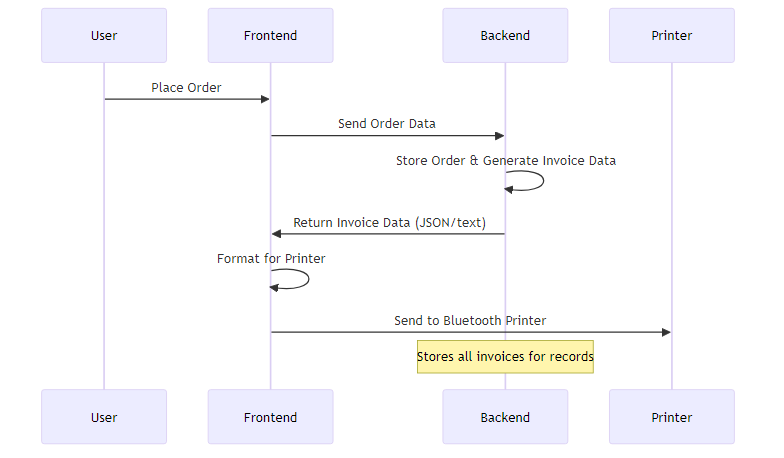 User
Frontend
Backend
Printer
Place Order
Send Order Data
Store Order & Generate Invoice Data
Return Invoice Data (JSON/text)
Format for Printer
Send to Bluetooth Printer
Stores all invoices for records
User
Frontend
Backend
Printer